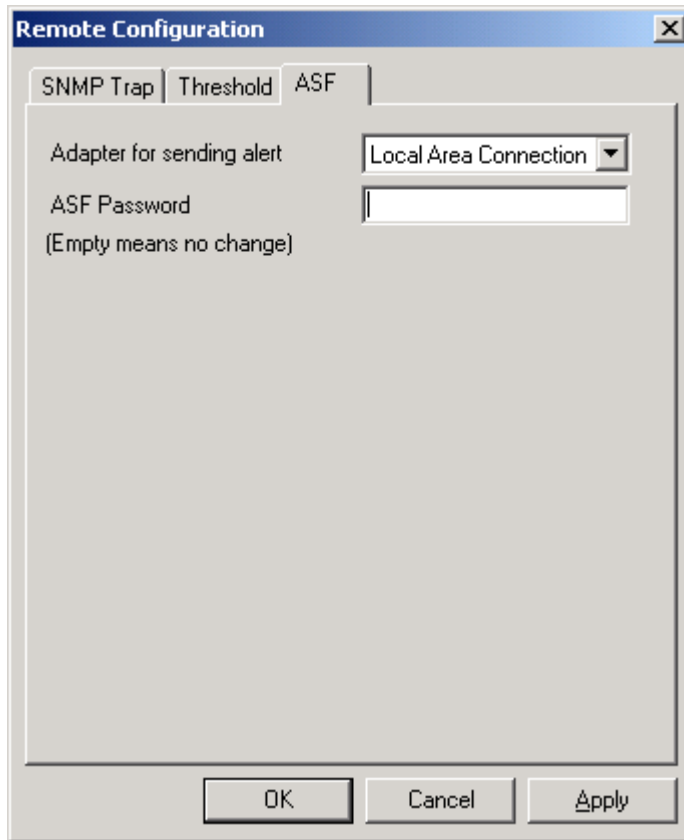 Remote Configuration
SNMP Trap Threshold ASF
Adapter for sending alert Local Area Connection
ASF Password
(Empty means no change)
OK Cancel Apply